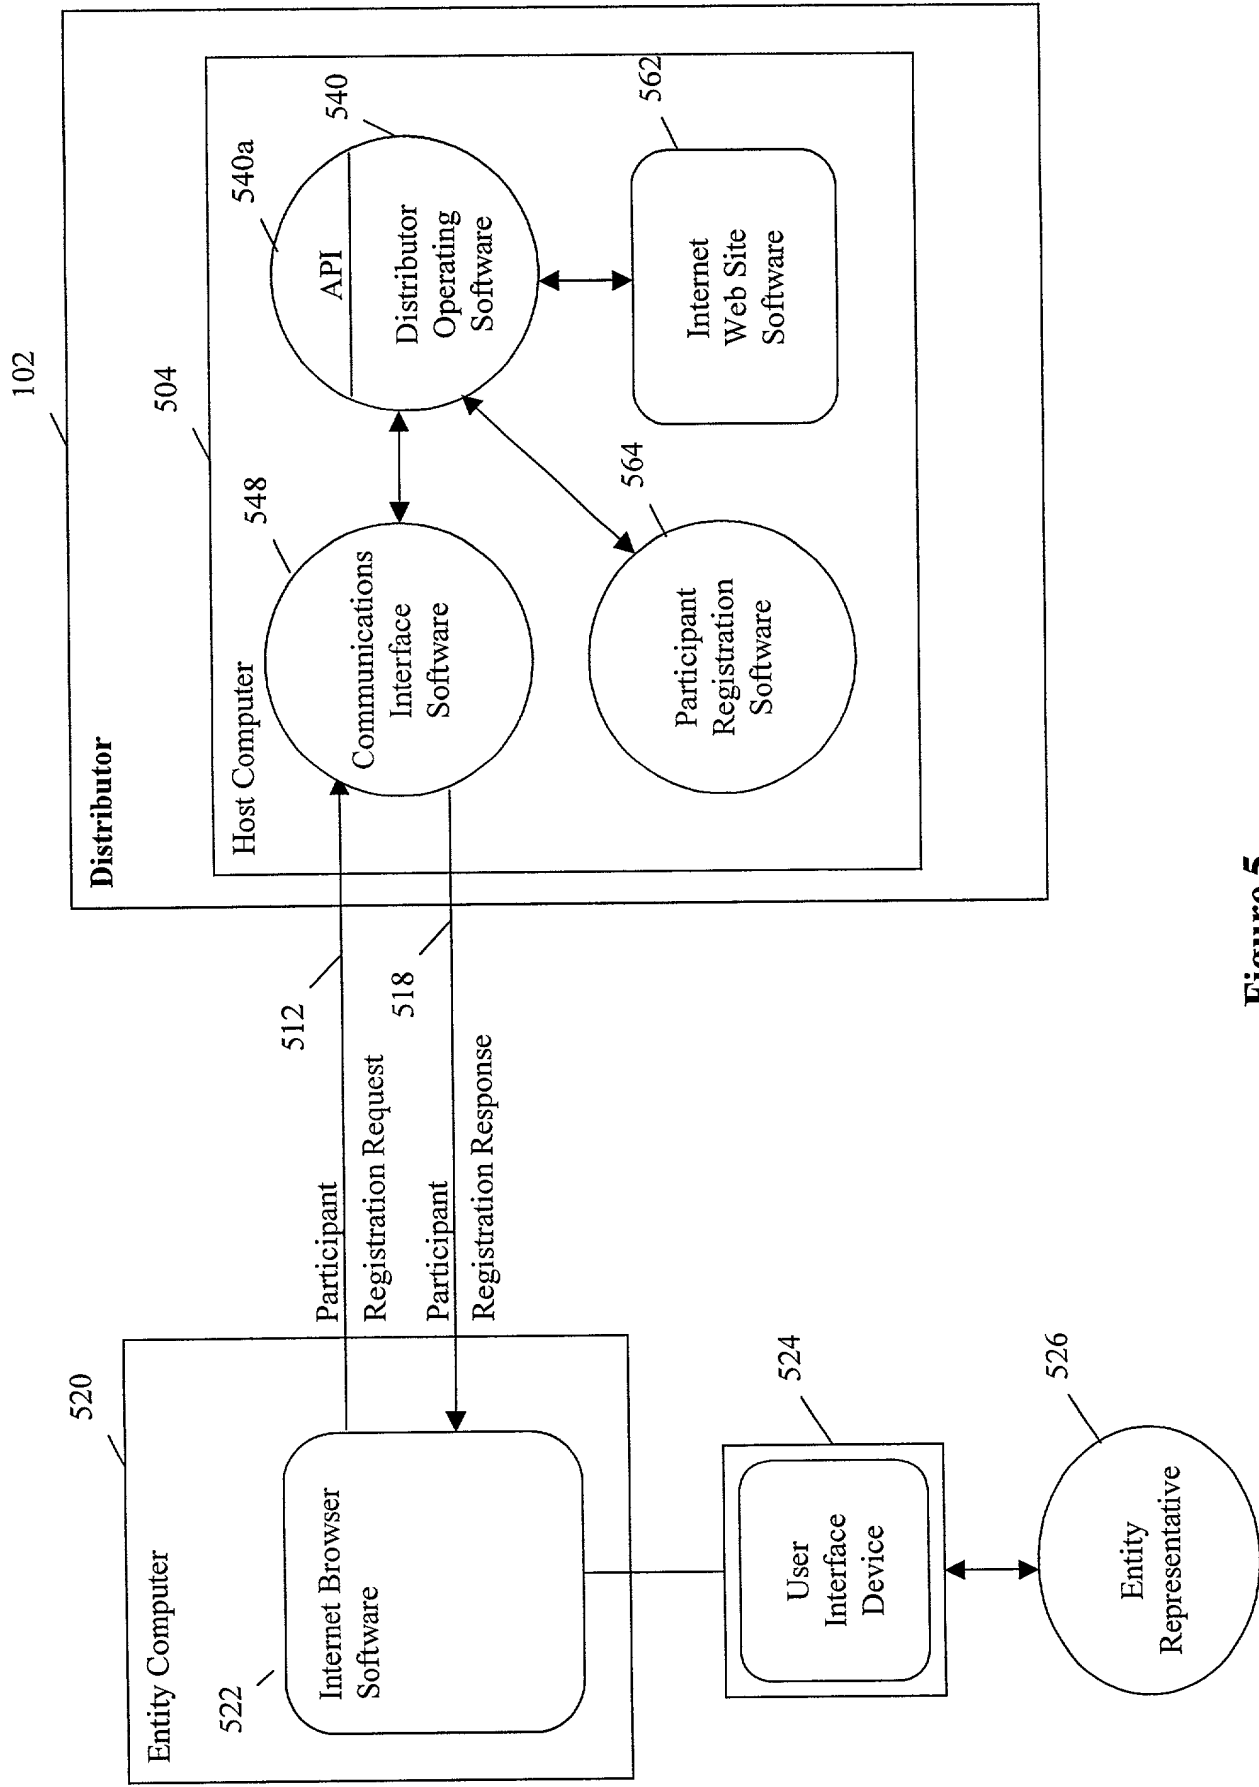 102
Distributor
504
Host Computer
548
Communications
Interface
Software
540a
540
API
Distributor
Operating
Software
564
Participant
Registration
Software
562
Internet
Web Site
Software
512
Participant
Registration Request
518
Participant
Registration Response
520
Entity Computer
522
Internet Browser
Software
524
User
Interface
Device
526
Entity
Representative
Figure 5